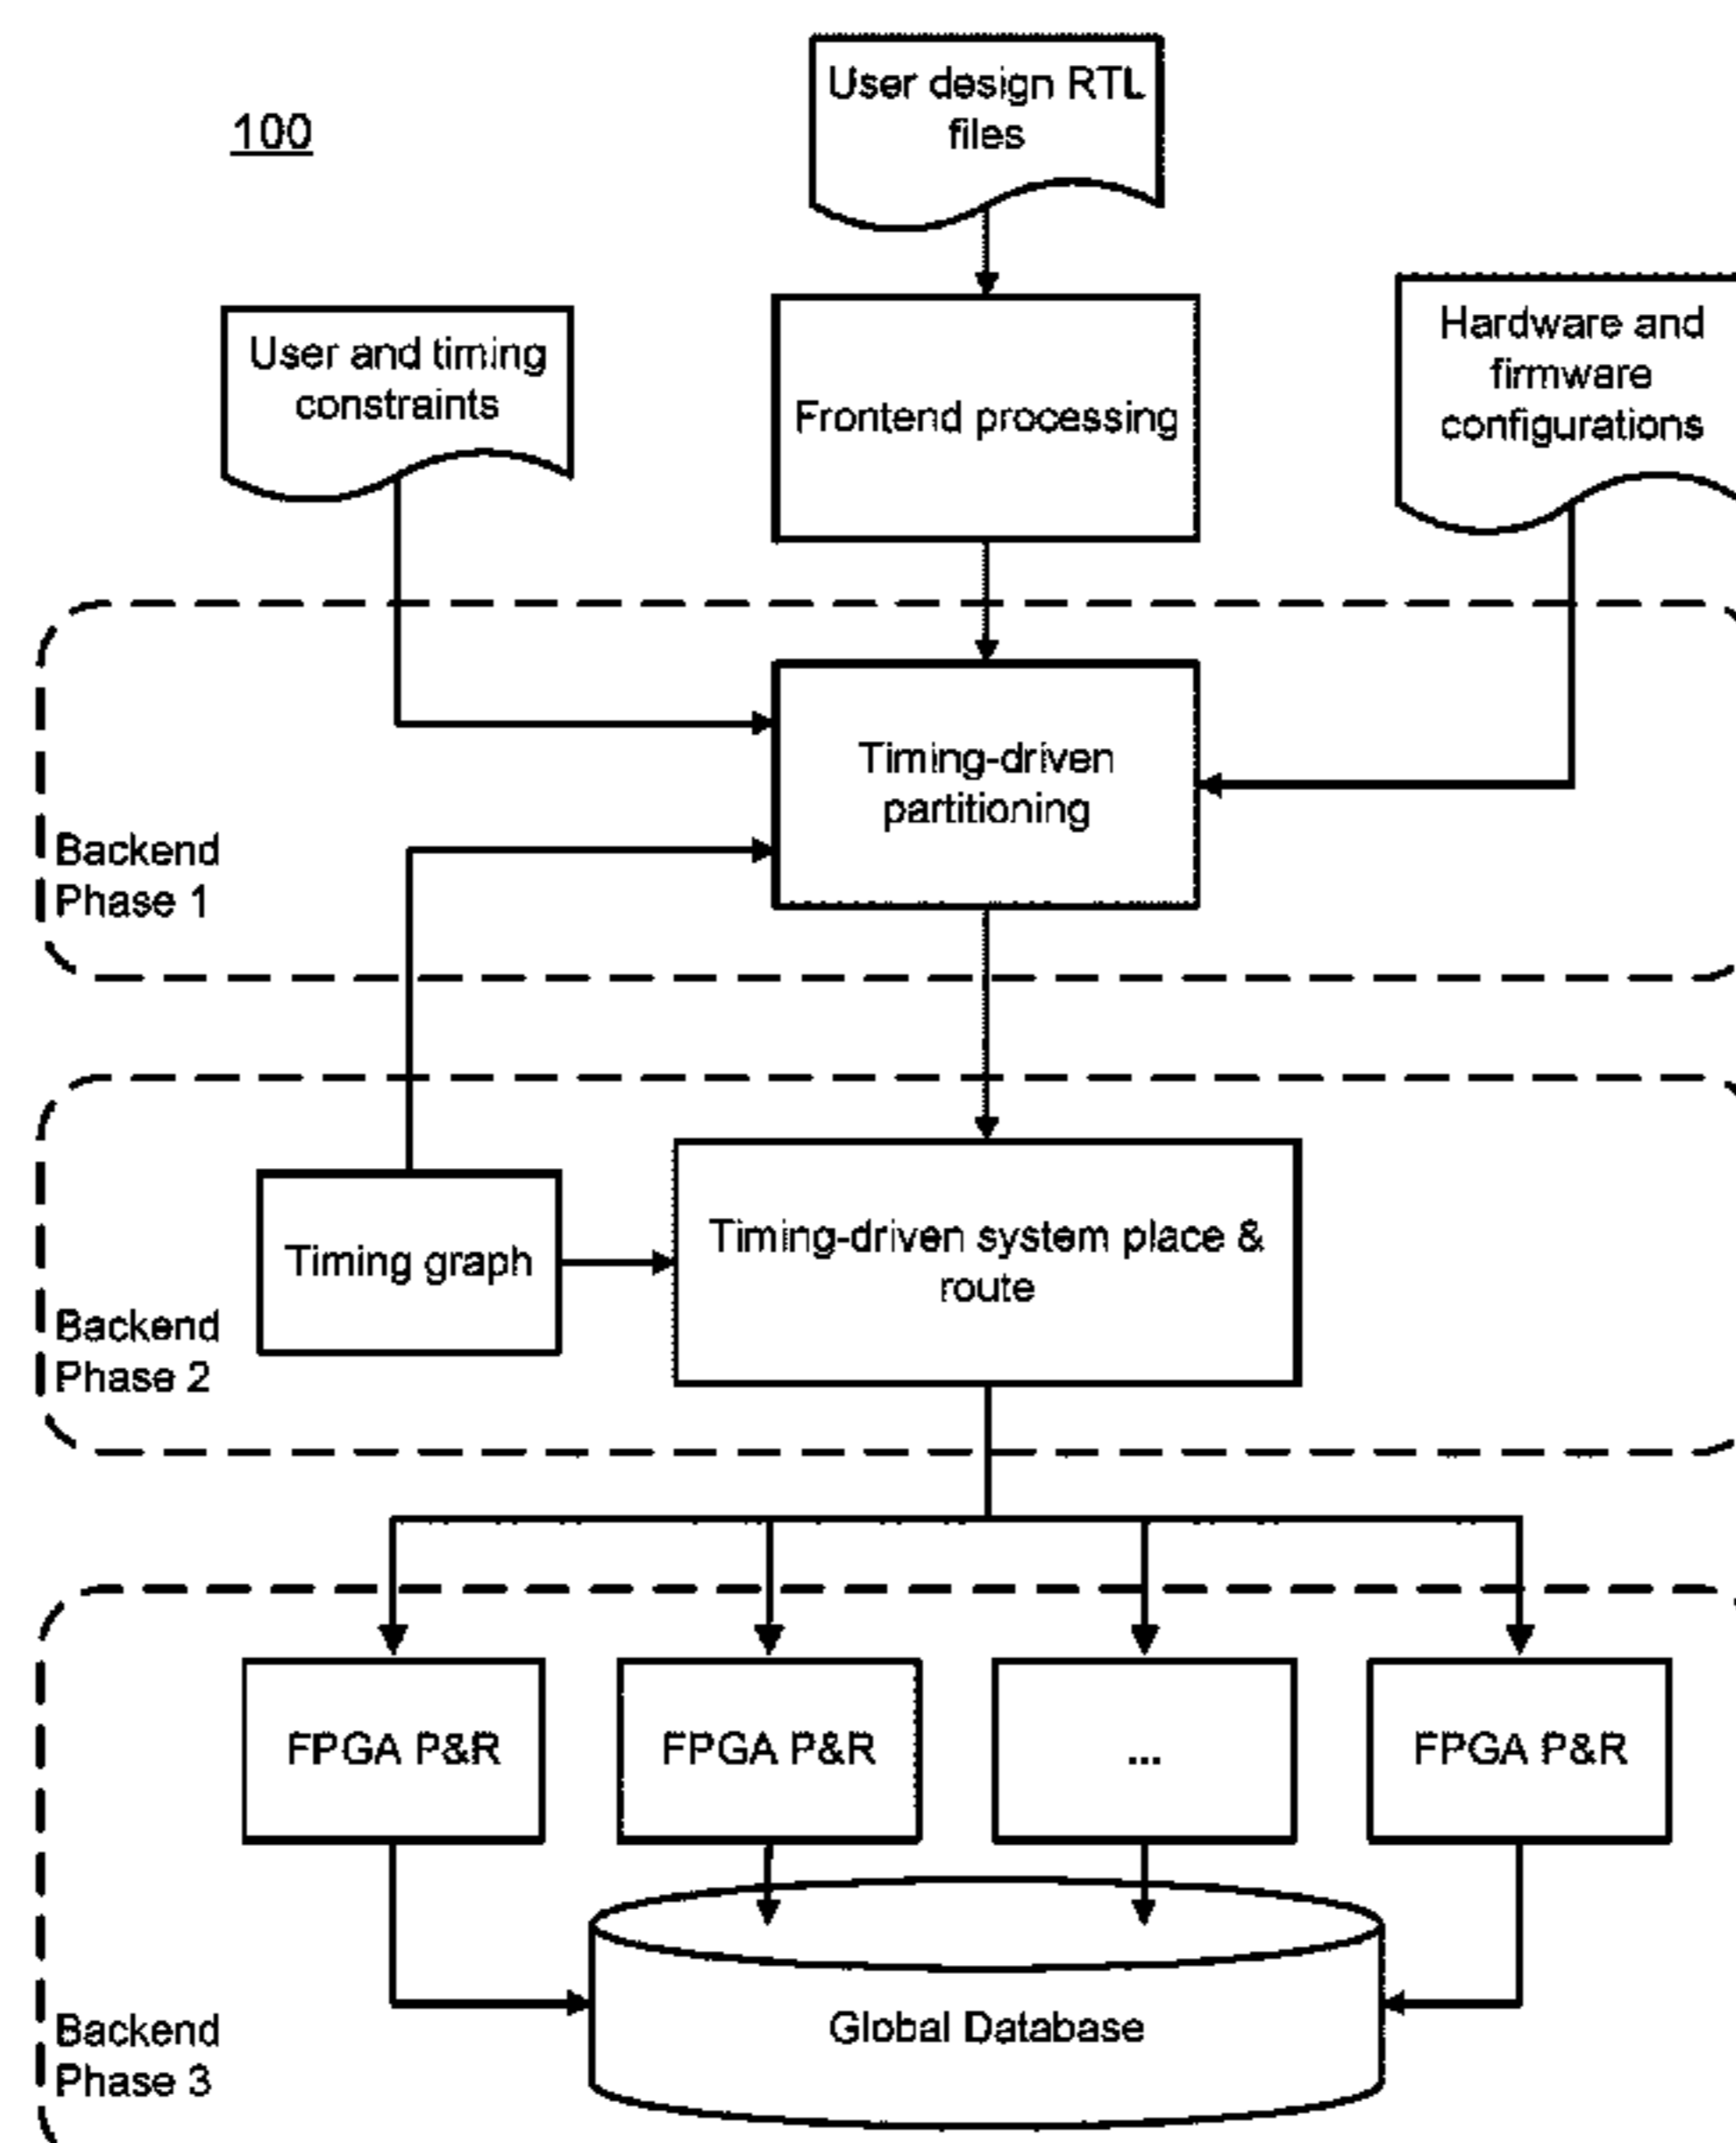 100
User design RTL
files
User and timing
constraints
Frontend processing
Hardware and
firmware
configurations
Timing-driven
partitioning
Backend
Phase 1
Timing graph
Timing-driven system place &
route
Backend
Phase 2
FPGA P&R
FPGA P&R
...
FPGA P&R
Global Database
Backend
Phase 3